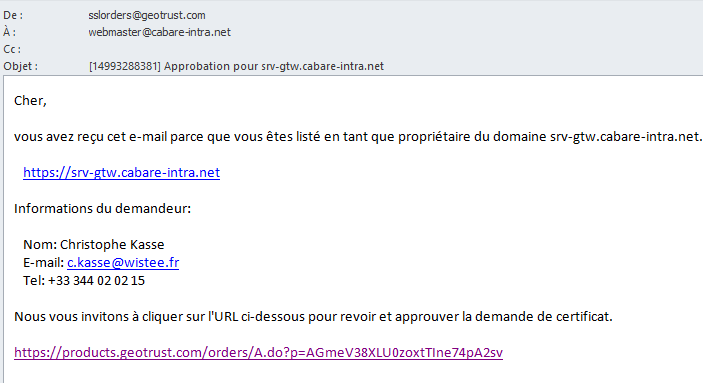 De : sslorders@geotrust.com
À : webmaster@cabare-intra.net
Cc :
Objet : [14993288381] Approbation pour srv-gtw.cabare-intra.net
Cher,
vous avez reçu cet e-mail parce que vous êtes listé en tant que propriétaire du domaine srv-gtw.cabare-intra.net.
https://srv-gtw.cabare-intra.net
Informations du demandeur:
Nom: Christophe Kasse
E-mail: c.kasse@wistee.fr
Tel: +33 344 02 02 15
Nous vous invitons à cliquer sur l'URL ci-dessous pour revoir et approuver la demande de certificat.
https://products.geotrust.com/orders/A.do?p=AGmeV38XLU0zoxtTIne74pA2sv